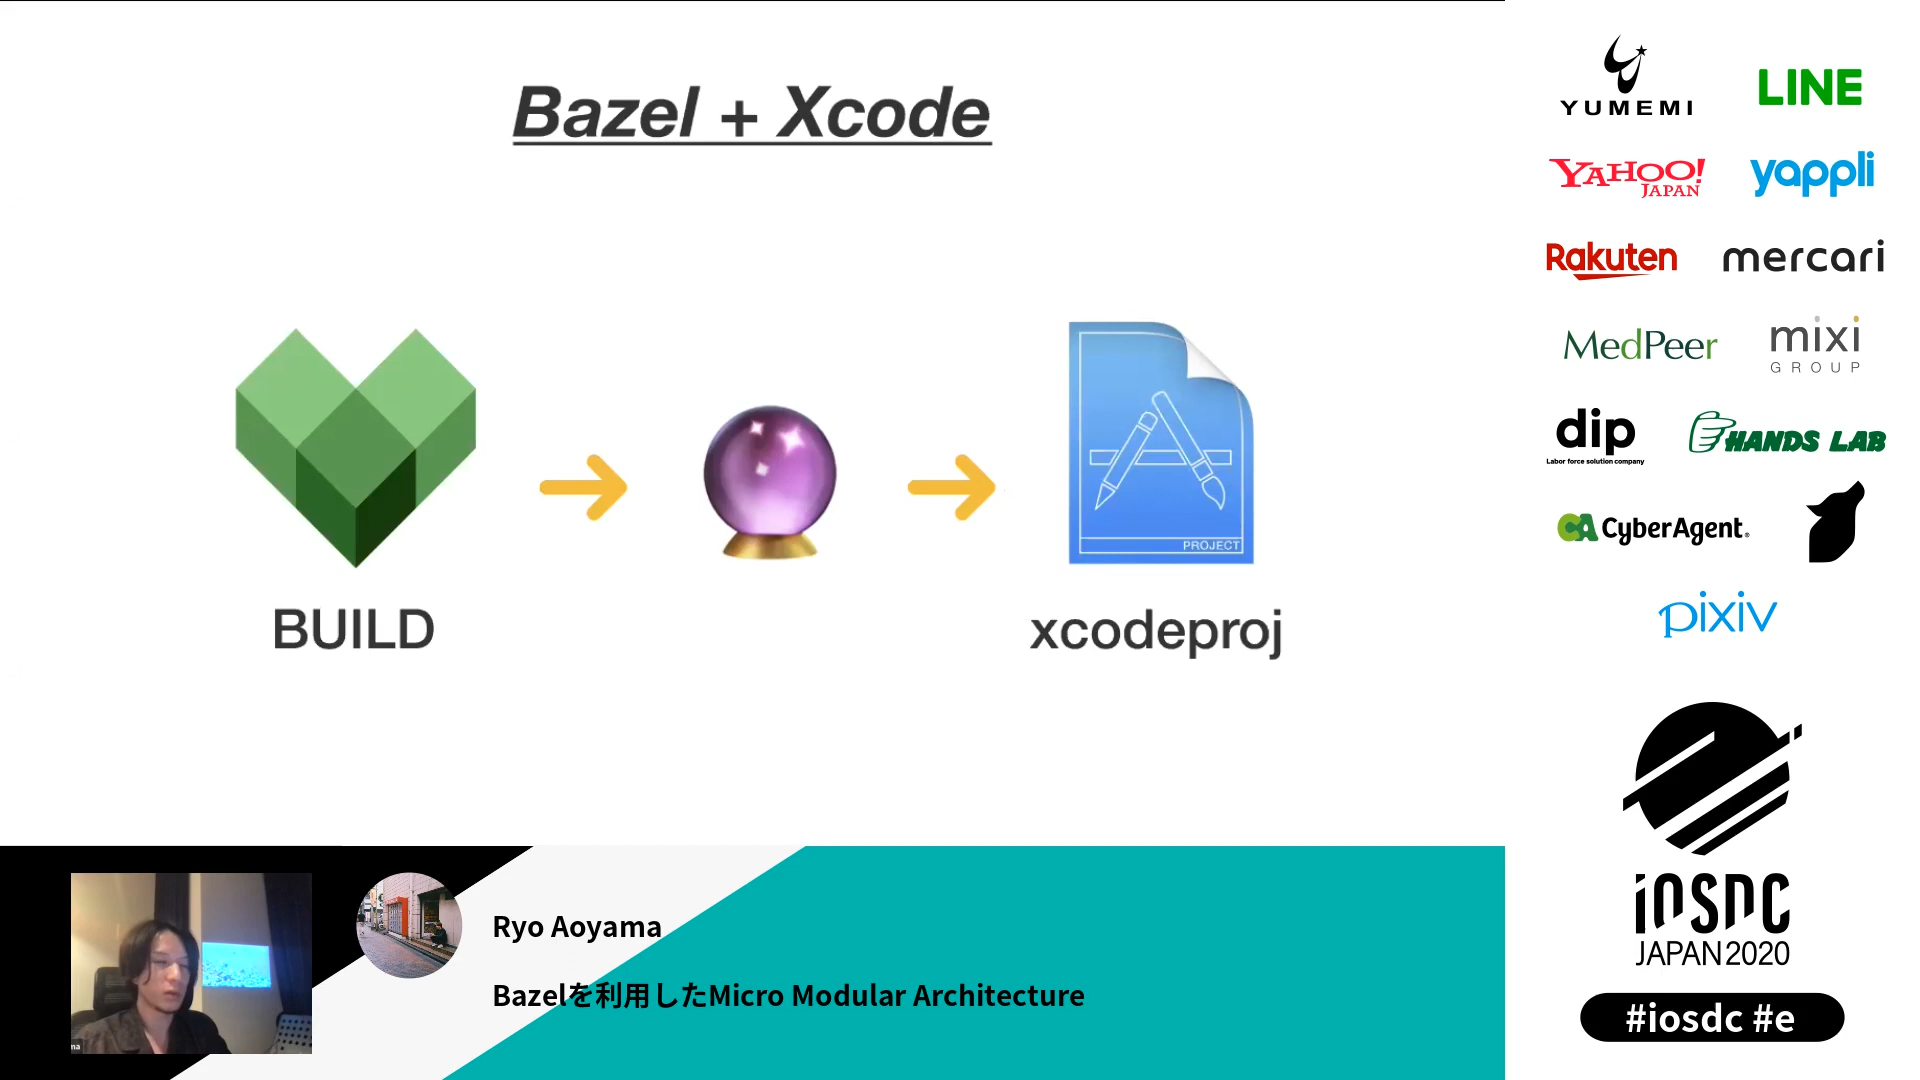 Bazel + Xcode
PROJECT
BUILD
xcodeproj
Ryo Aoyama
Bazelを利用したMicro Modular Architecture
ma
YUMEMI
LINE
YAHOO!
JAPAN
yappli
Rakuten
mercari
MedPeer
mixi
GROUP
dip
Labor force solution company
HANDS LAB
CA CyberAgent®
pixiv
iOSDC
JAPAN 2020
#iosdc #e